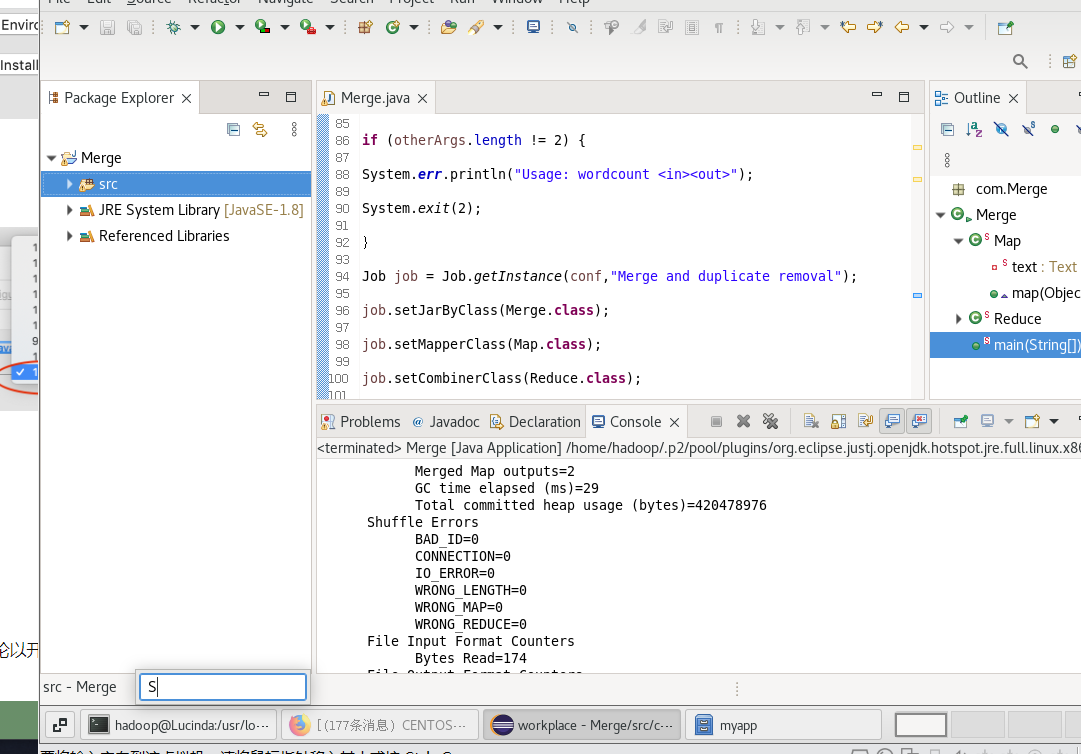 File Edit Source Refactor Navigate Search Project Run Window Help
Enviro
Install
Package Explorer
Merge
src
JRE System Library [JavaSE-1.8]
Referenced Libraries
Merge.java
85
86 if (otherArgs.length != 2) {
87
88 System.err.println("Usage: wordcount <in><out>");
89
90 System.exit(2);
91
92 }
93
94 Job job = Job.getInstance(conf,"Merge and duplicate removal");
95
96 job.setJarByClass(Merge.class);
97
98 job.setMapperClass(Map.class);
99
100 job.setCombinerClass(Reduce.class);
101
Outline
com.Merge
Merge
Map
text : Text
map(Objec
Reduce
main(String[])
Problems
Javadoc
Declaration
Console
<terminated> Merge [Java Application] /home/hadoop/.p2/pool/plugins/org.eclipse.justj.openjdk.hotspot.jre.full.linux.x86
Merged Map outputs=2
GC time elapsed (ms)=29
Total committed heap usage (bytes)=420478976
Shuffle Errors
BAD_ID=0
CONNECTION=0
IO_ERROR=0
WRONG_LENGTH=0
WRONG_MAP=0
WRONG_REDUCE=0
File Input Format Counters
Bytes Read=174
File Output Format Counters
论以开
src - Merge
S
hadoop@Lucinda:/usr/lo···
[(177条消息) CENTOS···
workplace - Merge/src/c···
myapp